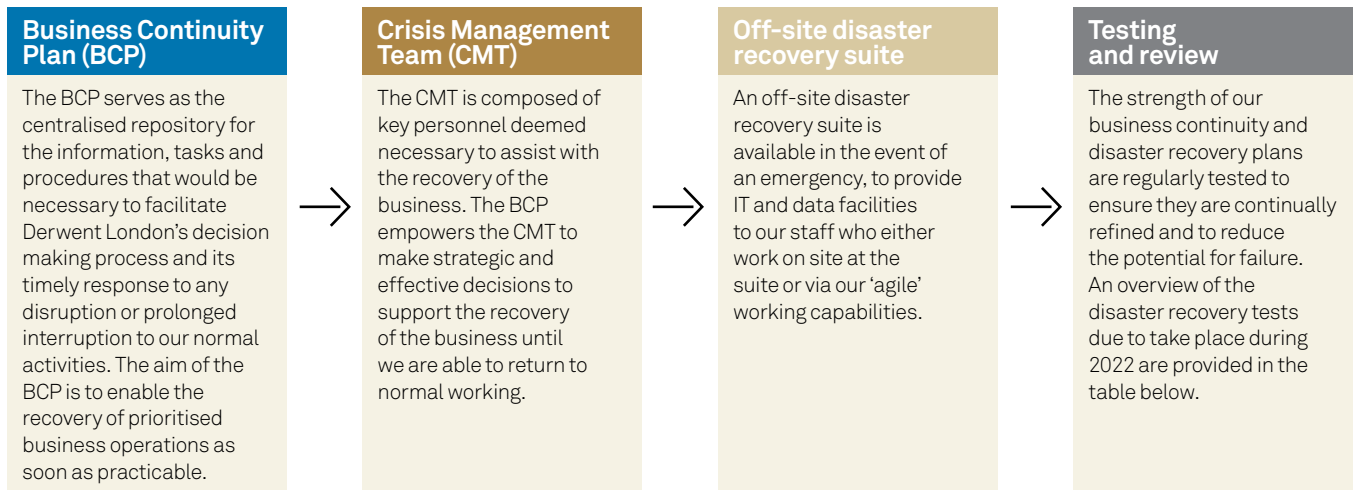 Business Continuity
Plan (BCP)
The BCP serves as the
centralised repository for
the information, tasks and
procedures that would be
necessary to facilitate
Derwent London's decision
making process and its
timely response to any
disruption or prolonged
interruption to our normal
activities. The aim of the
BCP is to enable the
recovery of prioritised
business operations as
soon as practicable.
Crisis Management
Team (CMT)
The CMT is composed of
key personnel deemed
necessary to assist with
the recovery of the
business. The BCP
empowers the CMT to
make strategic and
effective decisions to
support the recovery
of the business until
we are able to return to
normal working.
Off-site disaster
recovery suite
An off-site disaster
recovery suite is
available in the event of
an emergency, to provide
IT and data facilities
to our staff who either
work on site at the
suite or via our ‘agile’
working capabilities.
Testing
and review
The strength of our
business continuity and
disaster recovery plans
are regularly tested to
ensure they are continually
refined and to reduce
the potential for failure.
An overview of the
disaster recovery tests
due to take place during
2022 are provided in the
table below.